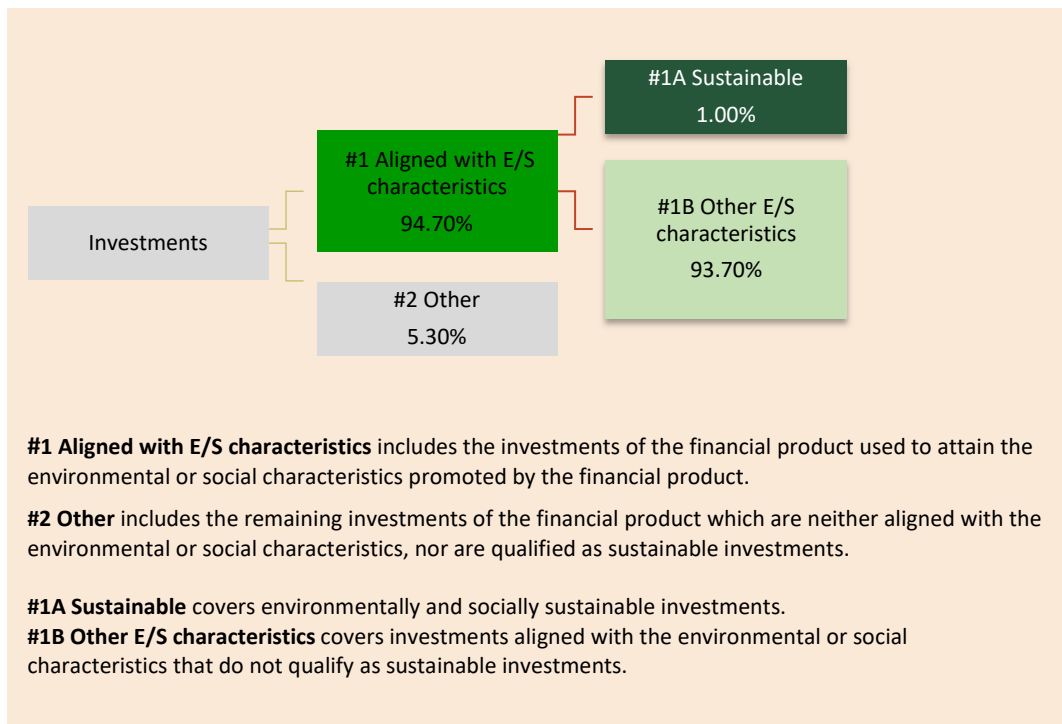 #1A Sustainable
1.00%
#1 Aligned with E/S
characteristics
94.70%
#1B Other E/S
characteristics
93.70%
Investments
#2 Other
5.30%
#1 Aligned with E/S characteristics includes the investments of the financial product used to attain the
environmental or social characteristics promoted by the financial product.
#2 Other includes the remaining investments of the financial product which are neither aligned with the
environmental or social characteristics, nor are qualified as sustainable investments.
#1A Sustainable covers environmentally and socially sustainable investments.
#1B Other E/S characteristics covers investments aligned with the environmental or social
characteristics that do not qualify as sustainable investments.